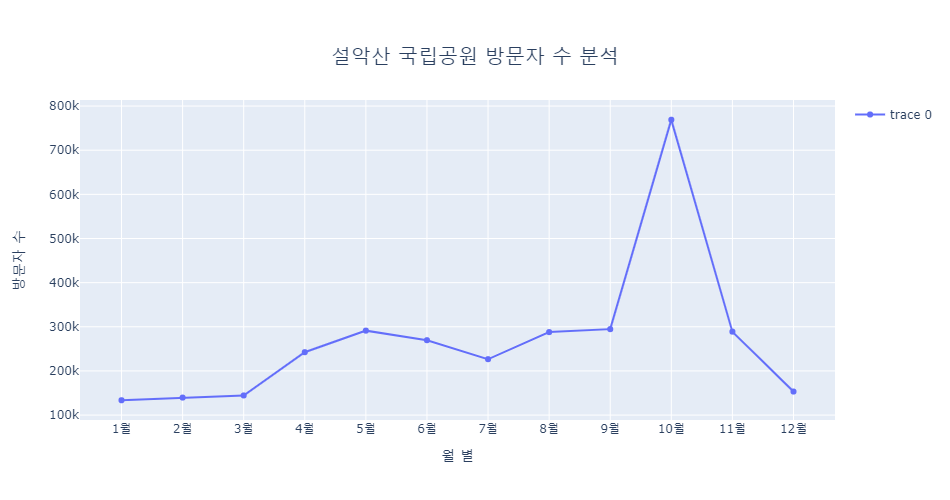 설악산 국립공원 방문자 수 분석
800k
700k
600k
500k
400k
300k
200k
100k
방문자 수
1월 2월 3월 4월 5월 6월 7월 8월 9월 10월 11월 12월
월 별
trace 0